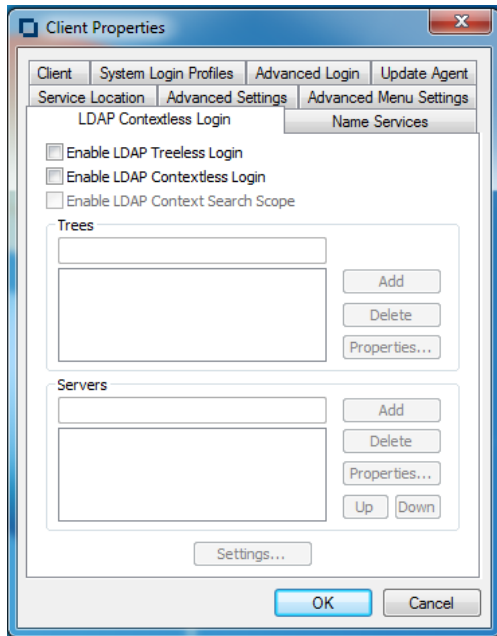 Client Properties
Client System Login Profiles Advanced Login Update Agent
Service Location Advanced Settings Advanced Menu Settings
LDAP Contextless Login Name Services
Enable LDAP Treeless Login
Enable LDAP Contextless Login
Enable LDAP Context Search Scope
Trees
Add
Delete
Properties...
Servers
Add
Delete
Properties...
Up Down
Settings...
OK Cancel